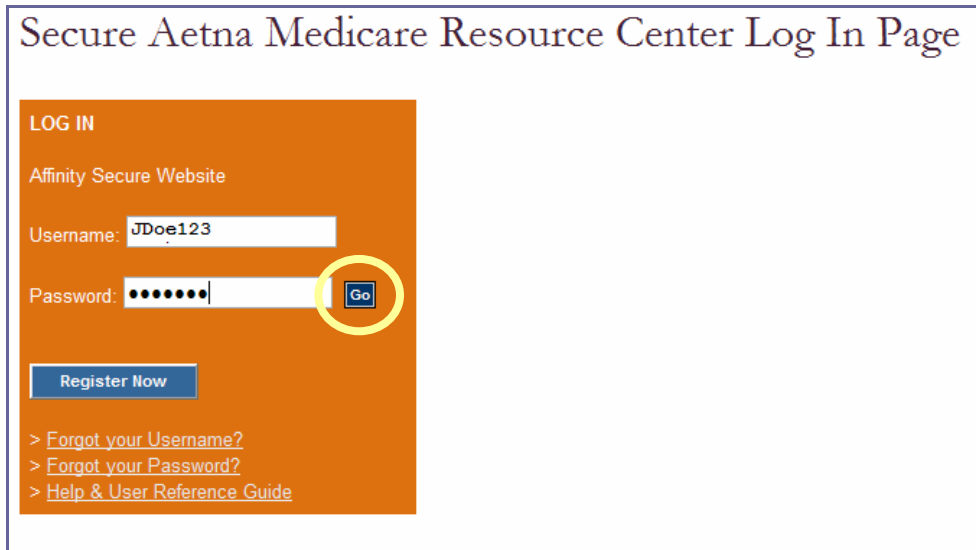 Secure Aetna Medicare Resource Center Log In Page
LOG IN
Affinity Secure Website
Username: JDoe123
Password: ●●●●●●● Go
Register Now
> Forgot your Username?
> Forgot your Password?
> Help & User Reference Guide